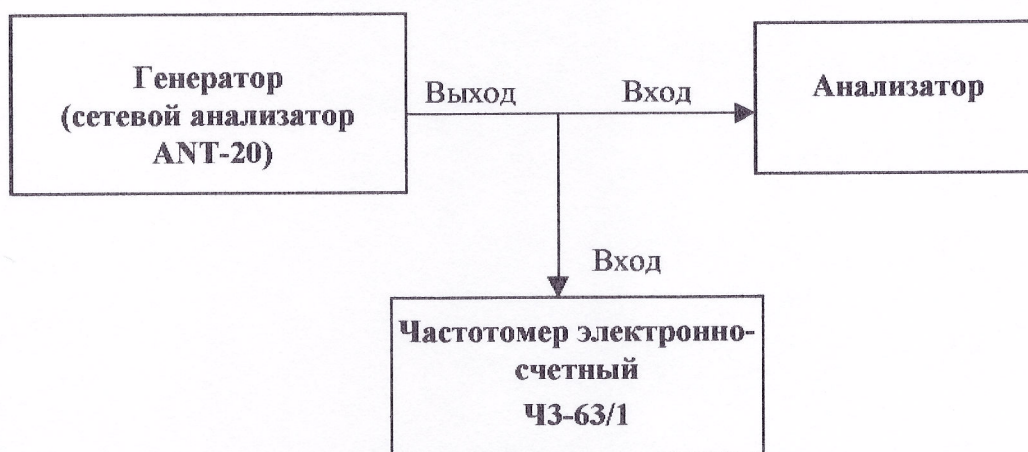 Генератор
(сетевой анализатор
ANT-20)
Выход
Вход
Анализатор
Вход
Частотомер электронно-
счетный
Ч3-63/1